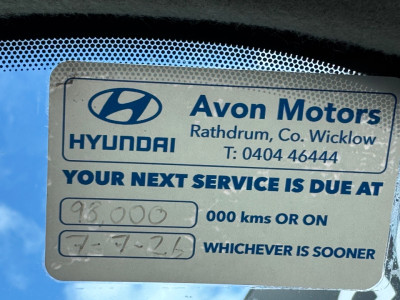 Avon Motors
HYUNDAI
Rathdrum, Co. Wicklow
T: 0404 46444
YOUR NEXT SERVICE IS DUE AT
98,000 000 kms OR ON
7-7-26 WHICHEVER IS SOONER